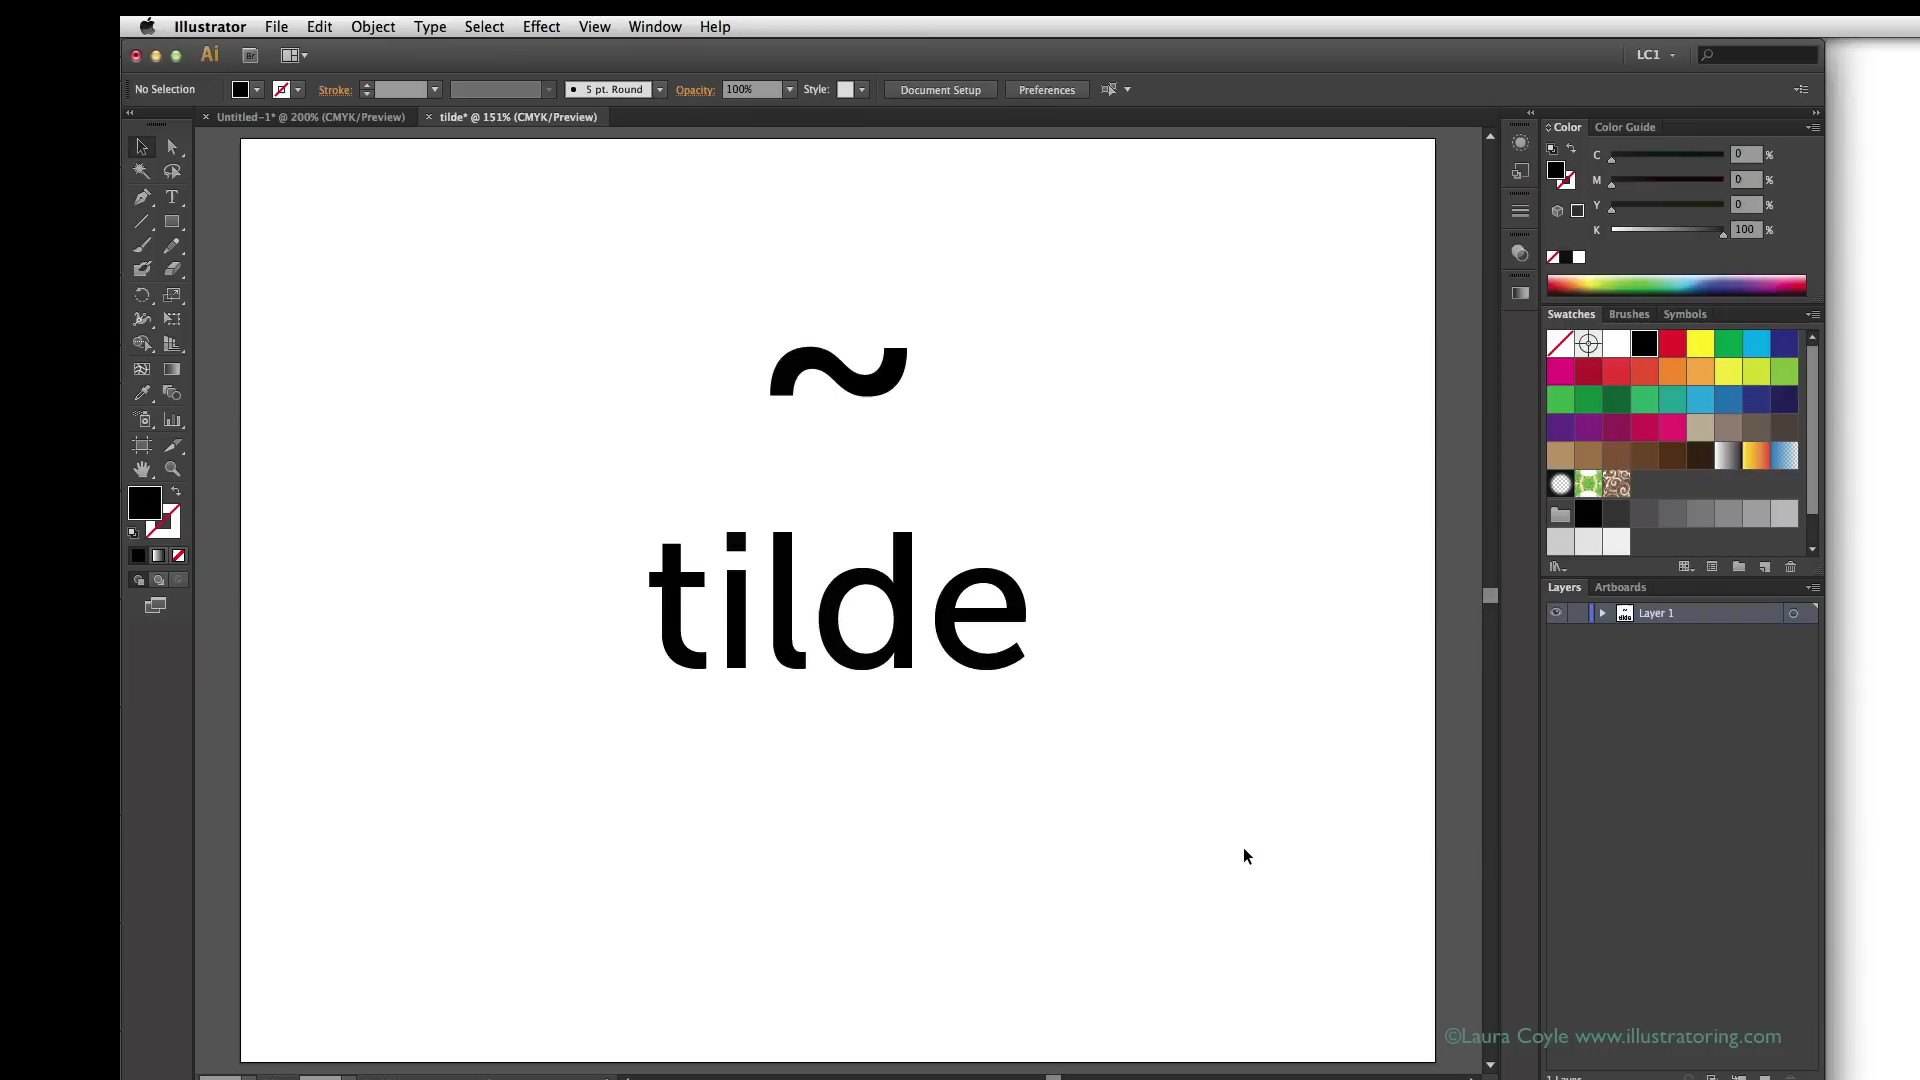 Illustrator File Edit Object Type Select Effect View Window Help
Ai Br LC1
No Selection Stroke: 5 pt. Round Opacity: 100% Style: Document Setup Preferences
Untitled-1* @ 200% (CMYK/Preview) tilde* @ 151% (CMYK/Preview)
Color Color Guide
C 0 %
M 0 %
Y 0 %
K 100 %
Swatches Brushes Symbols
~
tilde
Layers Artboards
Layer 1
©Laura Coyle www.illustratoring.com